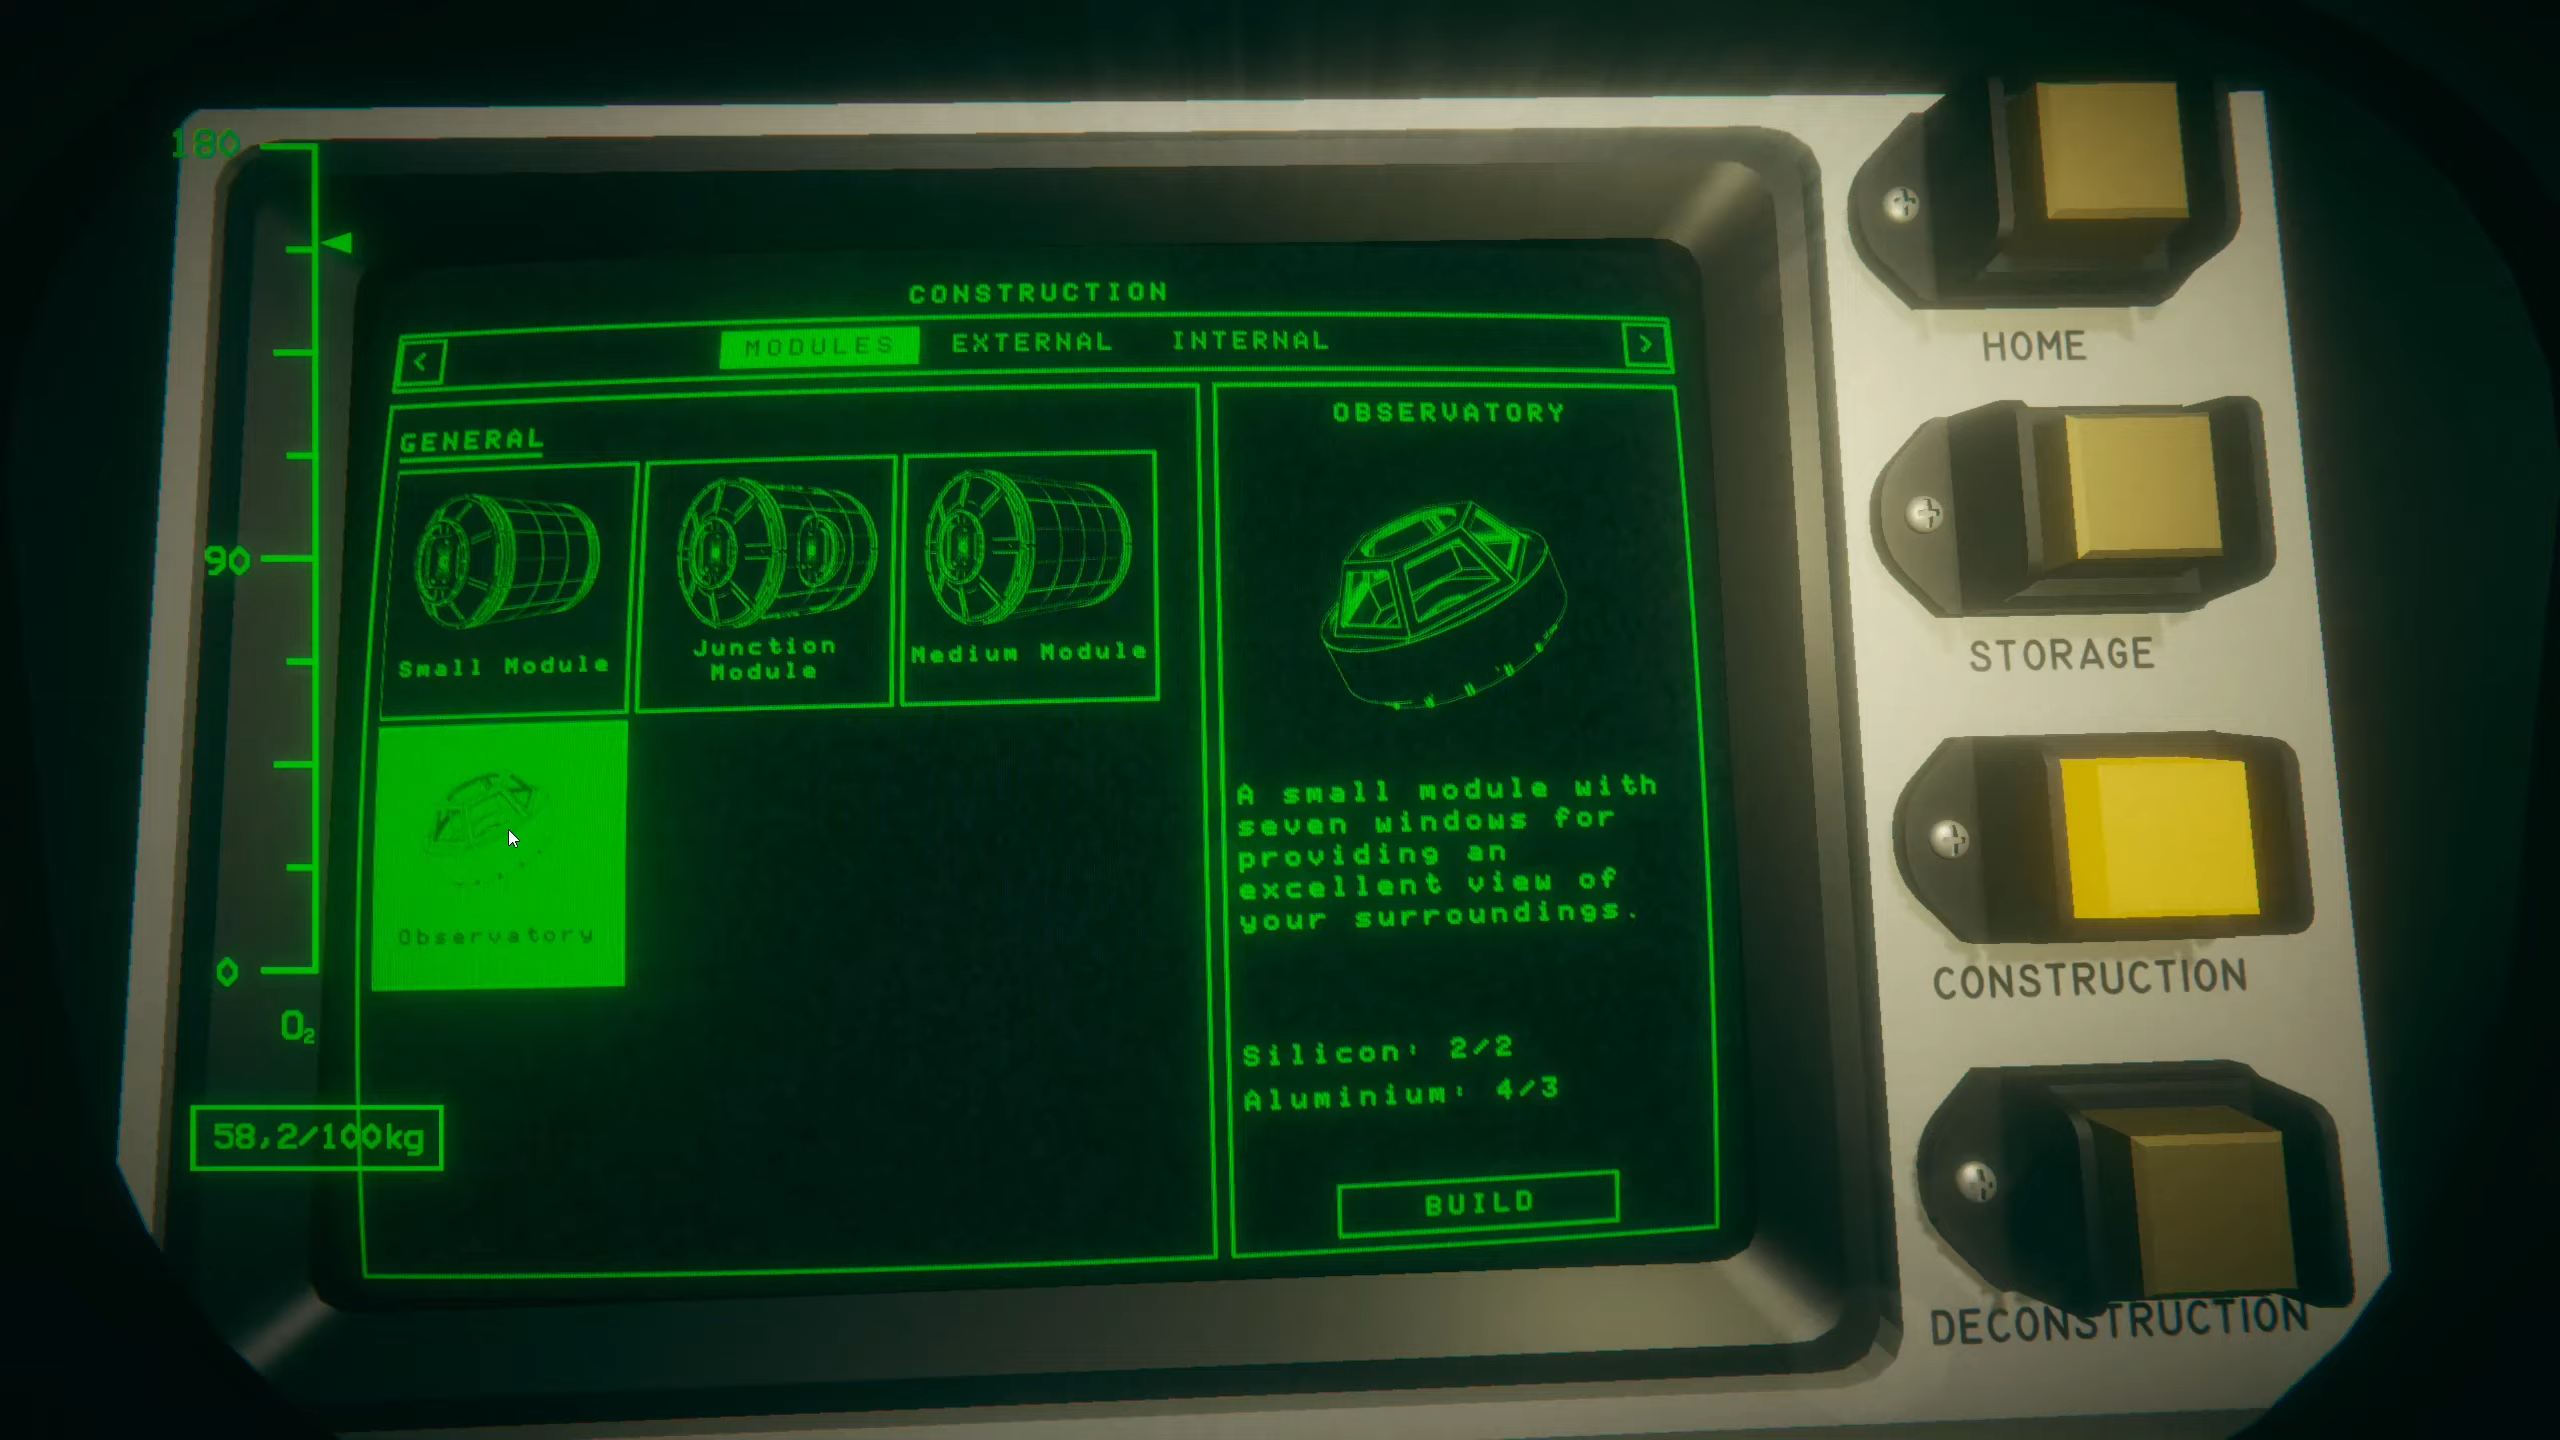 180
90
0
O₂
58,2/100kg
CONSTRUCTION
<
MODULES EXTERNAL INTERNAL
>
GENERAL
Small Module
Junction
Module
Medium Module
Observatory
OBSERVATORY
A small module with
seven windows for
providing an
excellent view of
your surroundings.
Silicon: 2/2
Aluminium: 4/3
BUILD
HOME
STORAGE
CONSTRUCTION
DECONSTRUCTION